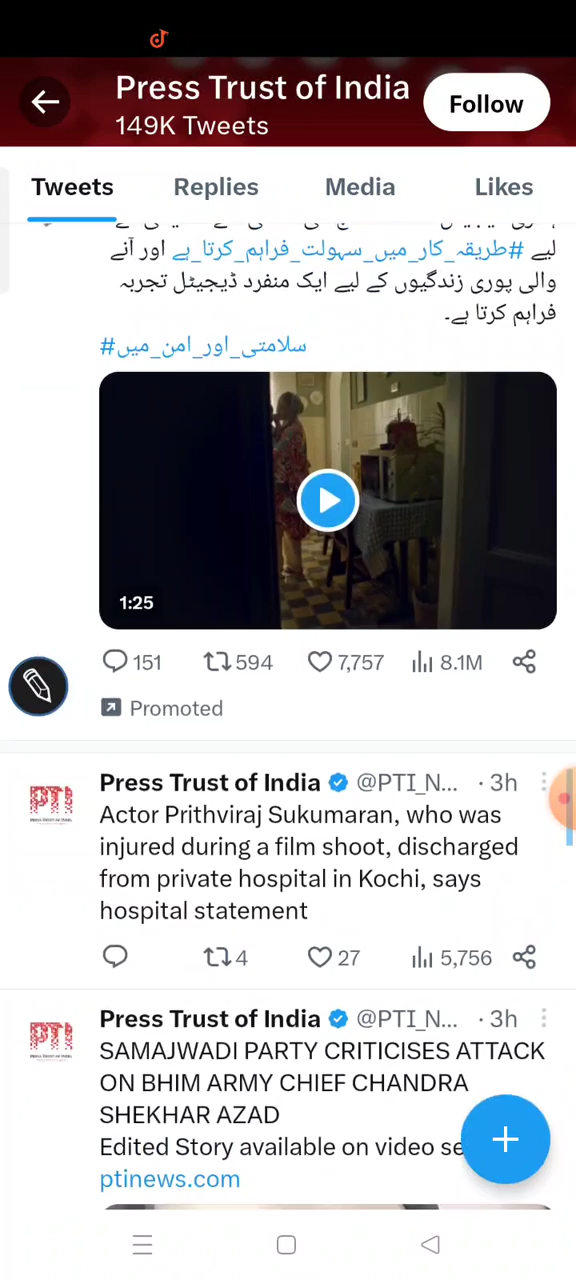 Press Trust of India
149K Tweets
Follow
Tweets
Replies
Media
Likes
لیے #طریقہ_کار_میں_سہولت_فراہم_کرتا_ہے اور آنے
والی پوری زندگیوں کے لیے ایک منفرد ڈیجیٹل تجربہ
فراہم کرتا ہے۔
#سلامتی_اور_امن_میں
1:25
151
594
7,757
8.1M
Promoted
PTI
Press Trust of India @PTI_N... · 3h
Actor Prithviraj Sukumaran, who was
injured during a film shoot, discharged
from private hospital in Kochi, says
hospital statement
4
27
5,756
PTI
Press Trust of India @PTI_N... · 3h
SAMAJWADI PARTY CRITICISES ATTACK
ON BHIM ARMY CHIEF CHANDRA
SHEKHAR AZAD
Edited Story available on video se
ptinews.com